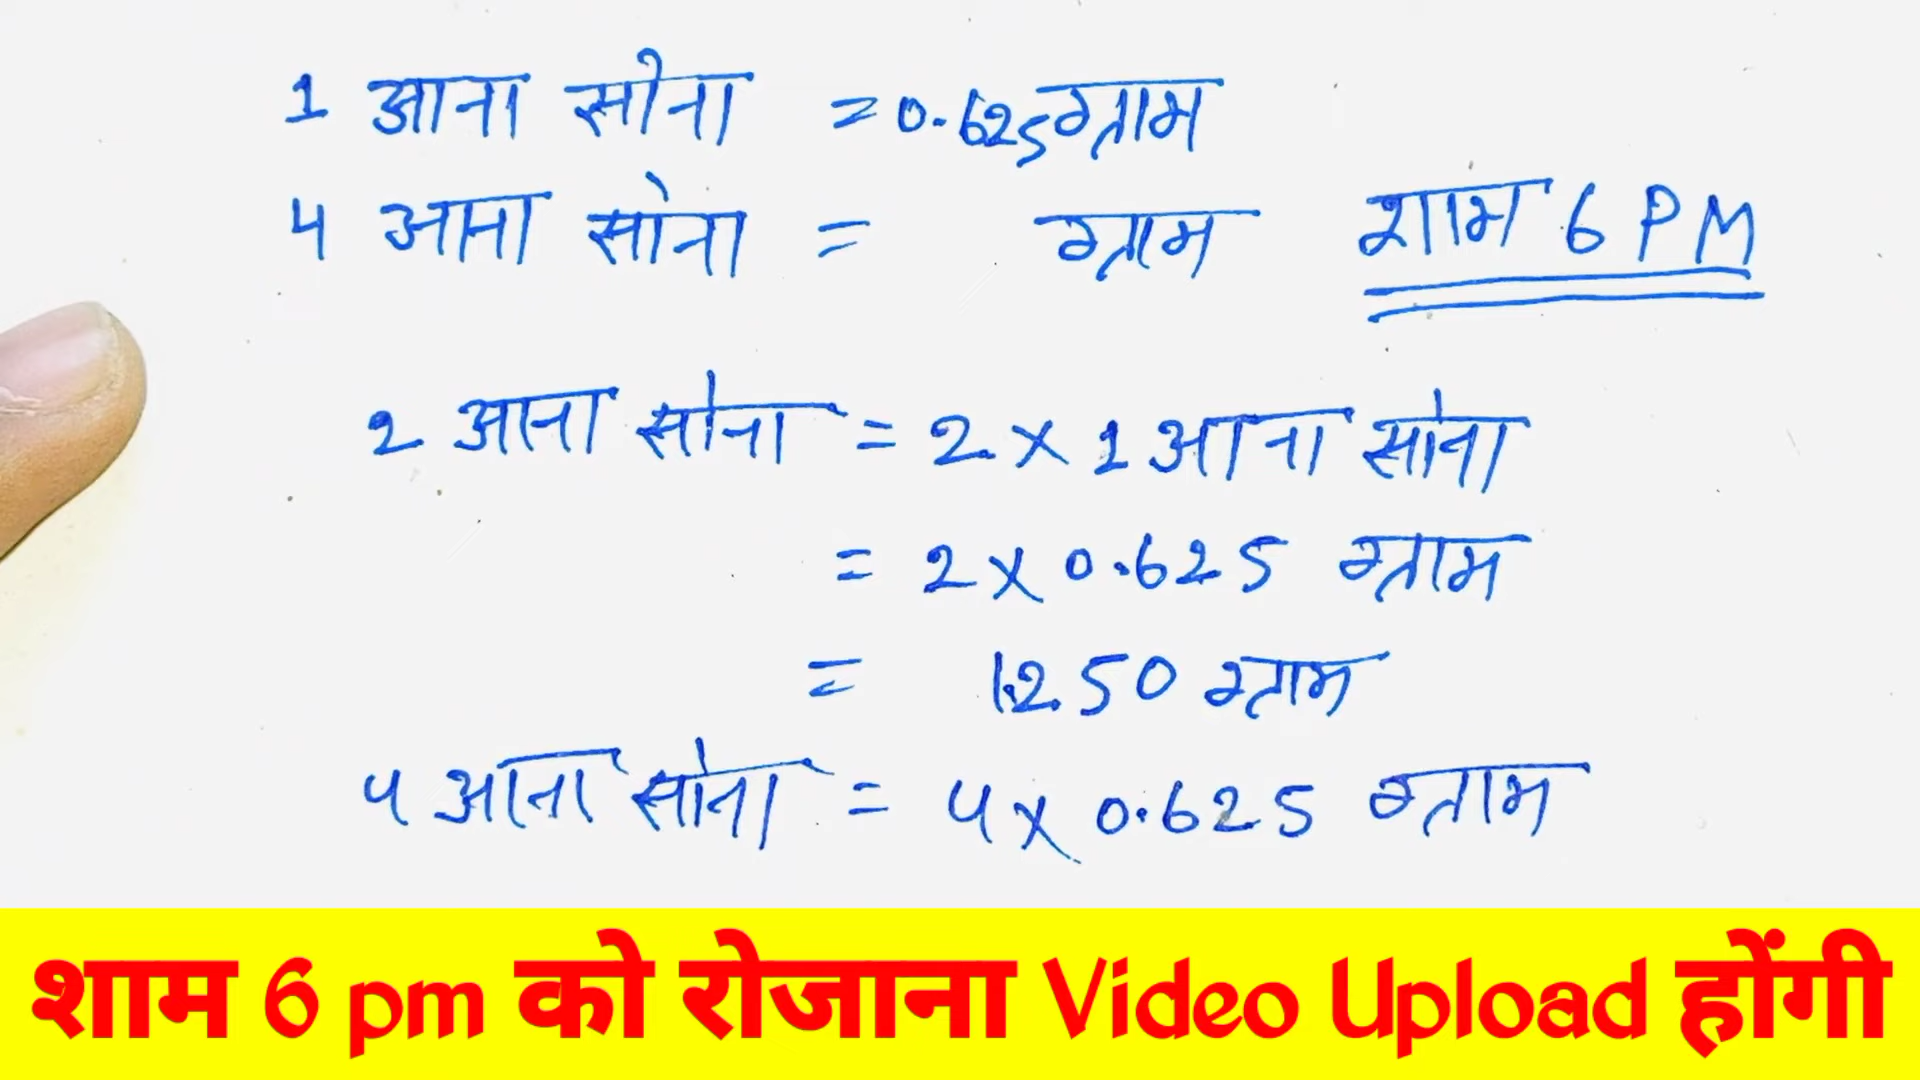 1 आना सोना = 0.625 ग्राम
4 आना सोना = ग्राम
शाम 6 PM
2 आना सोना = 2 x 1 आना सोना
= 2 x 0.625 ग्राम
= 1.250 ग्राम
4 आना सोना = 4 x 0.625 ग्राम
शाम 6 pm को रोजाना Video Upload होंगी